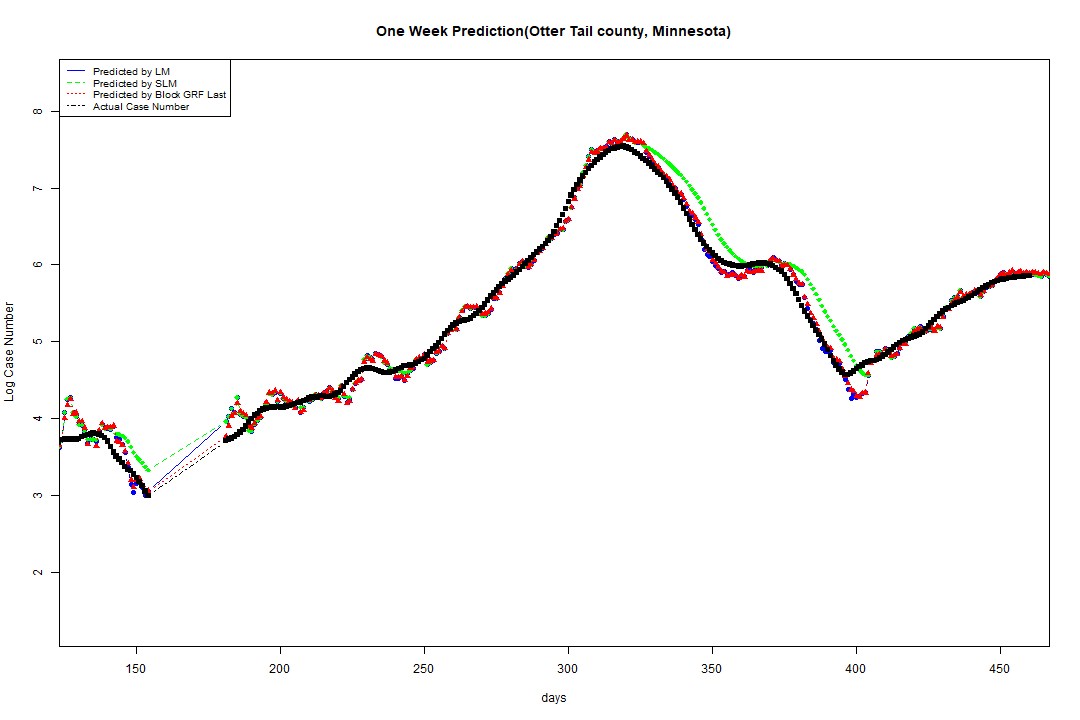 One Week Prediction(Otter Tail county, Minnesota)
Predicted by LM
Predicted by SLM
Predicted by Block GRF Last
Actual Case Number
8
7
6
5
4
3
2
Log Case Number
150 200 250 300 350 400 450
days